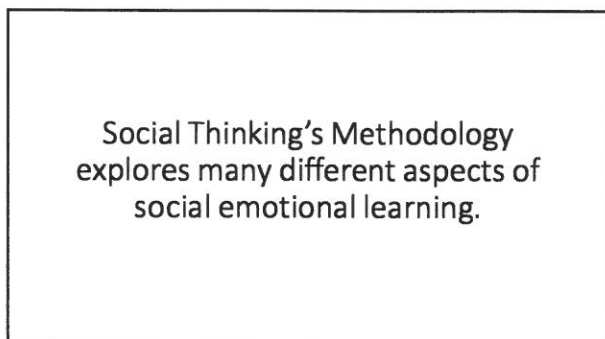 Social Thinking's Methodology
explores many different aspects of
social emotional learning.